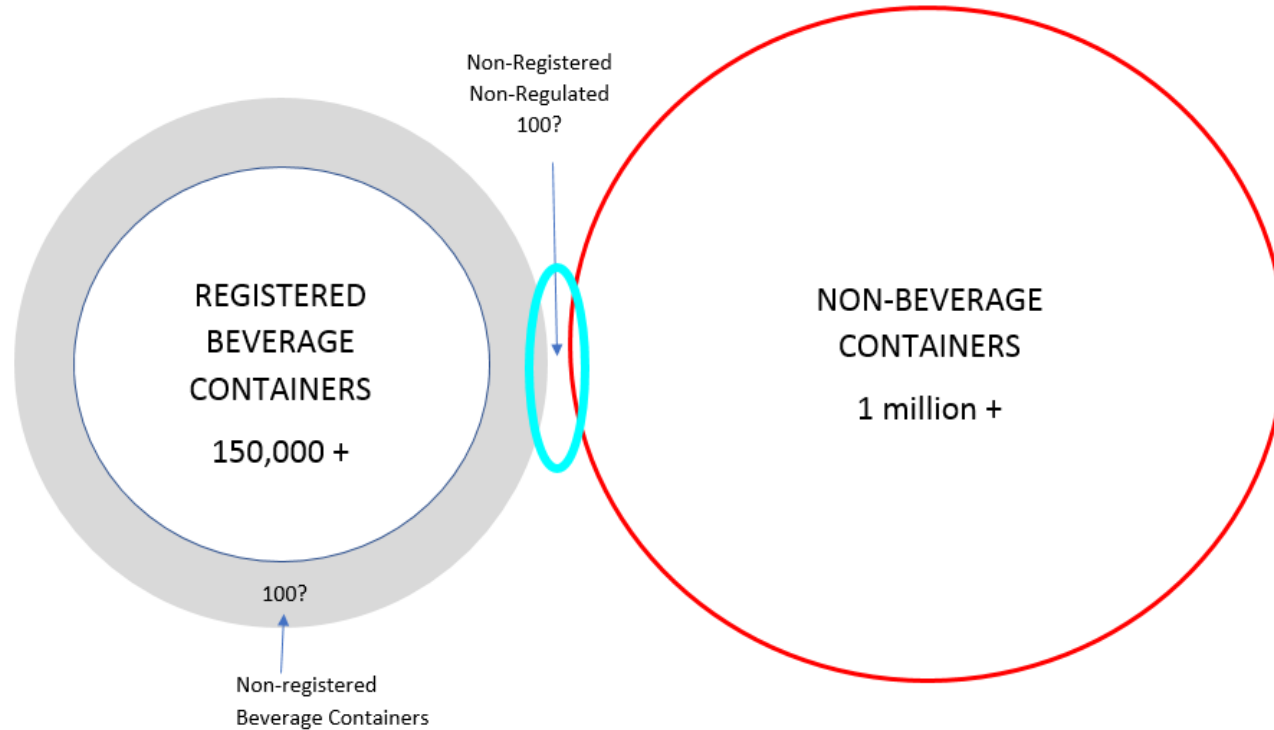 Non-Registered
Non-Regulated
100?
REGISTERED
BEVERAGE
CONTAINERS
150,000 +
NON-BEVERAGE
CONTAINERS
1 million +
100?
Non-registered
Beverage Containers